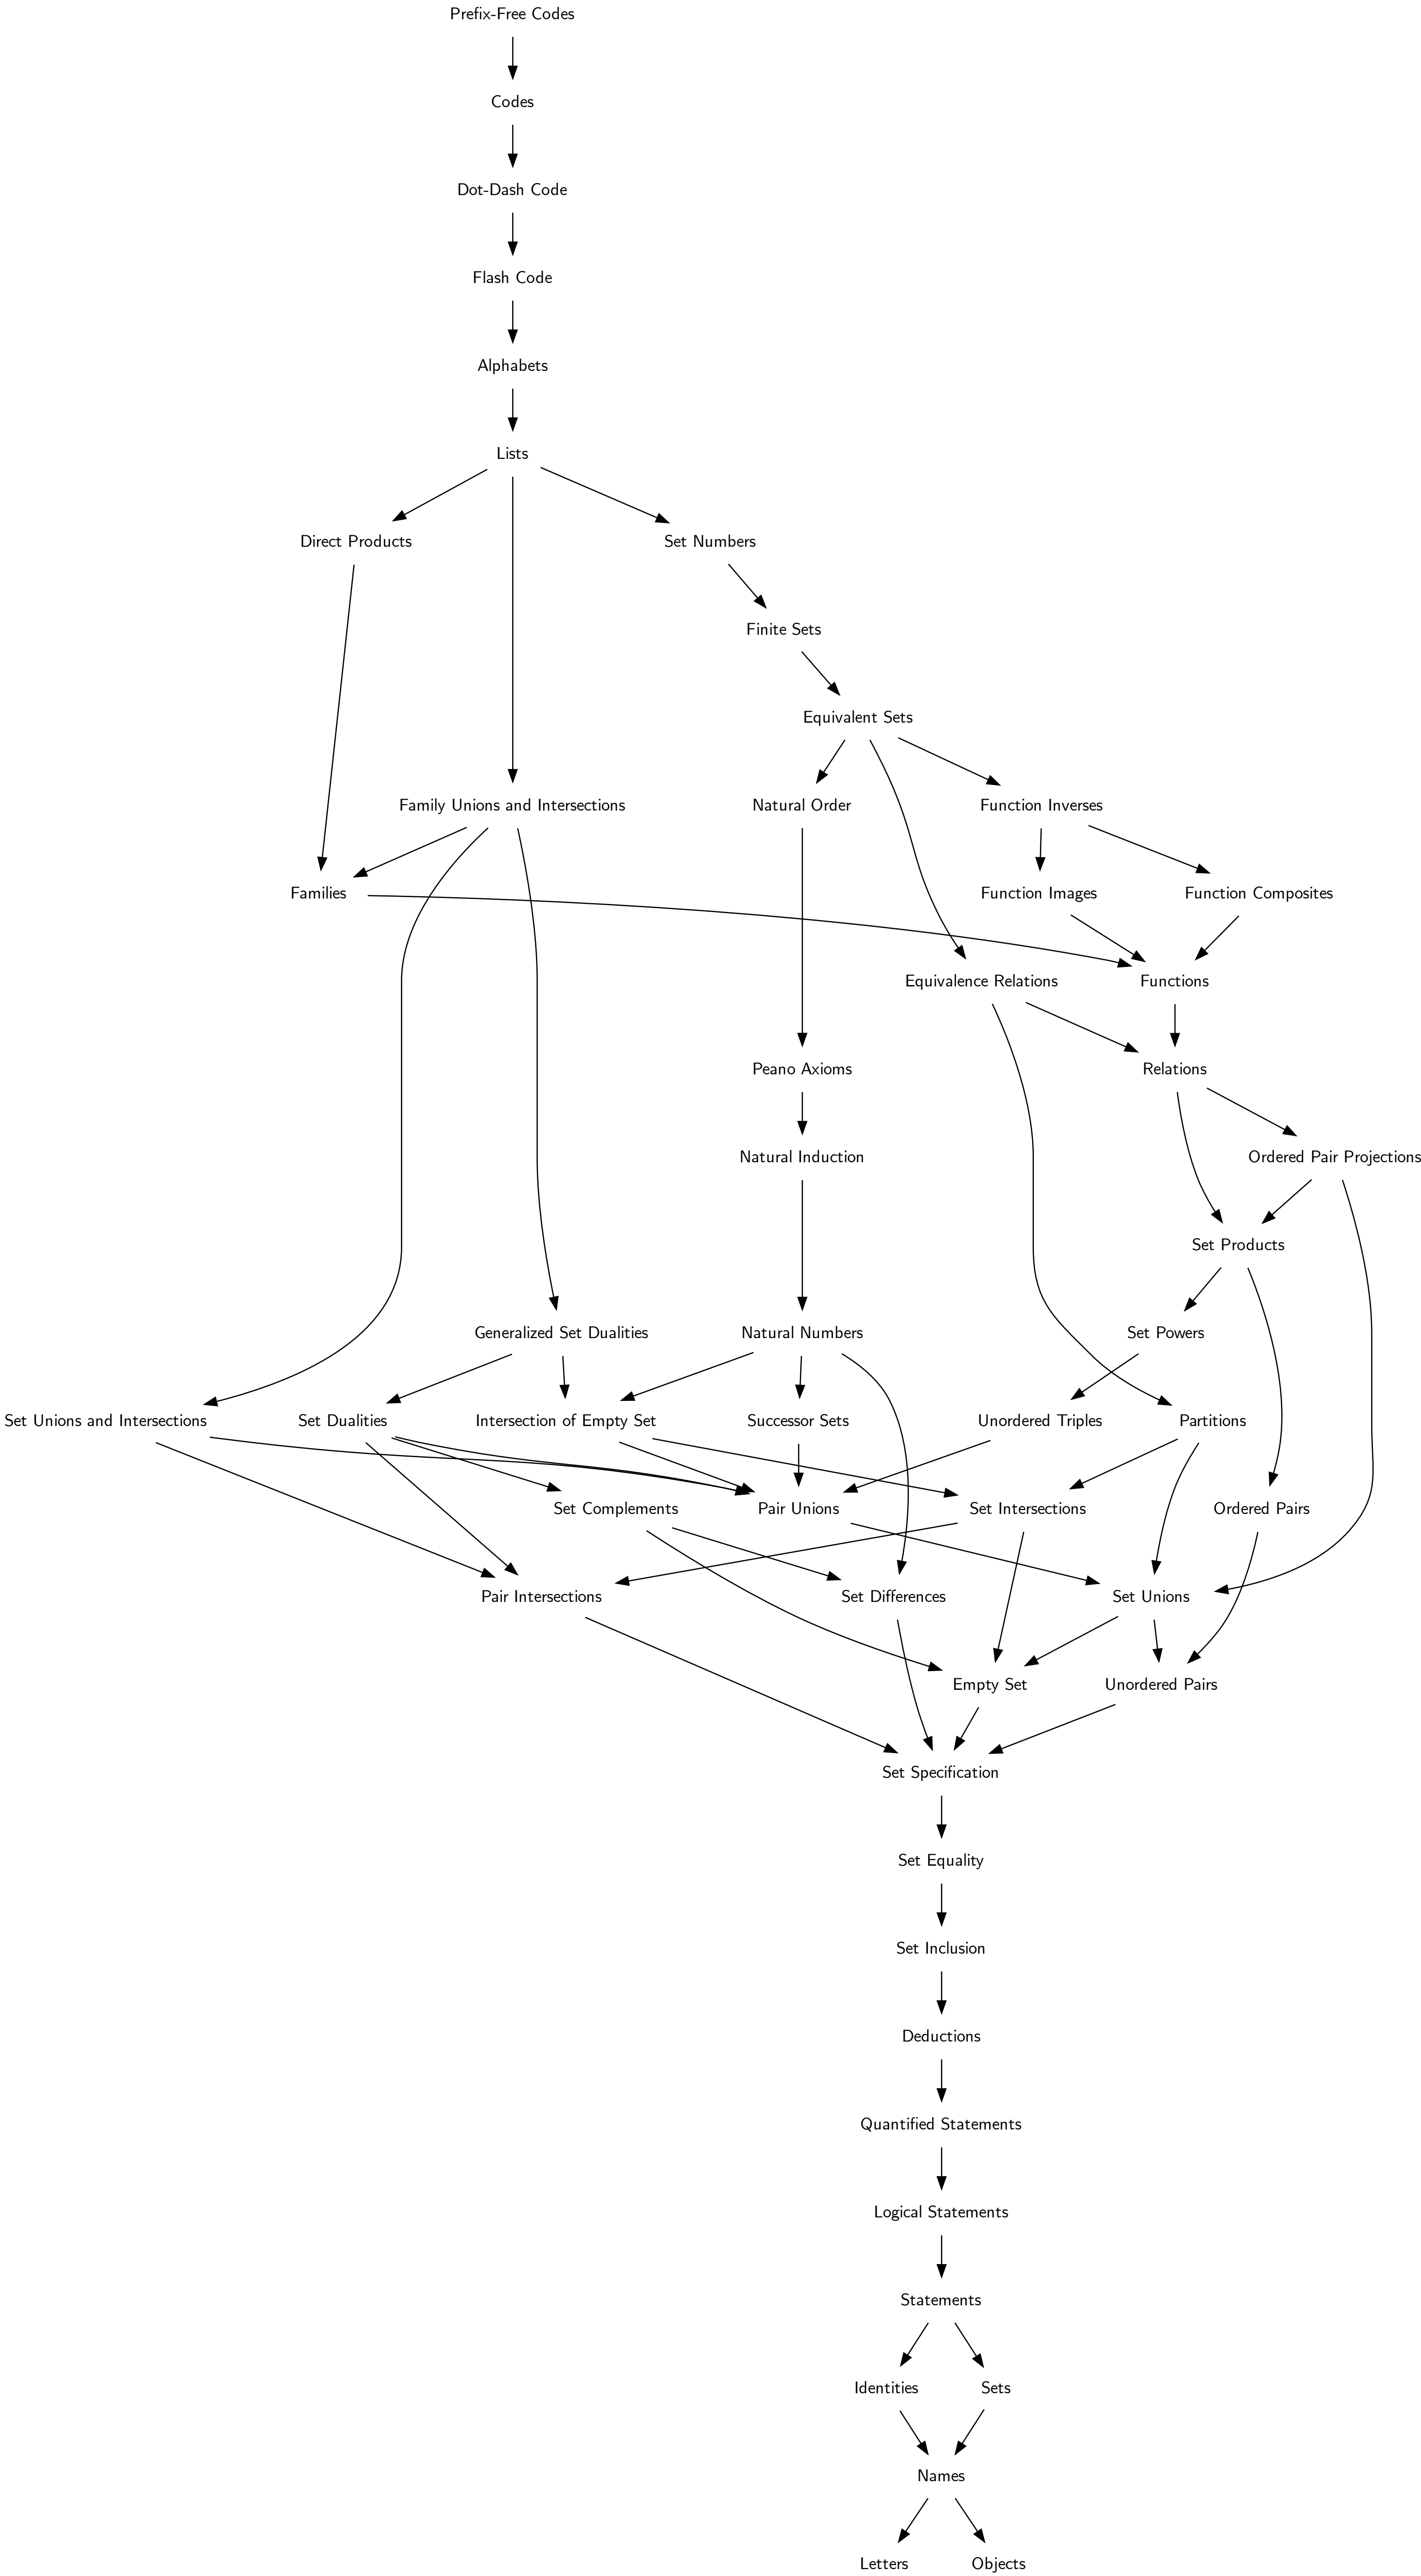 Prefix-Free Codes
Codes
Dot-Dash Code
Flash Code
Alphabets
Lists
Direct Products
Set Numbers
Finite Sets
Equivalent Sets
Family Unions and Intersections
Natural Order
Function Inverses
Families
Function Images
Function Composites
Equivalence Relations
Functions
Peano Axioms
Relations
Natural Induction
Ordered Pair Projections
Set Products
Generalized Set Dualities
Natural Numbers
Set Powers
Set Unions and Intersections
Set Dualities
Intersection of Empty Set
Successor Sets
Unordered Triples
Partitions
Set Complements
Pair Unions
Set Intersections
Ordered Pairs
Pair Intersections
Set Differences
Set Unions
Empty Set
Unordered Pairs
Set Specification
Set Equality
Set Inclusion
Deductions
Quantified Statements
Logical Statements
Statements
Identities
Sets
Names
Letters
Objects